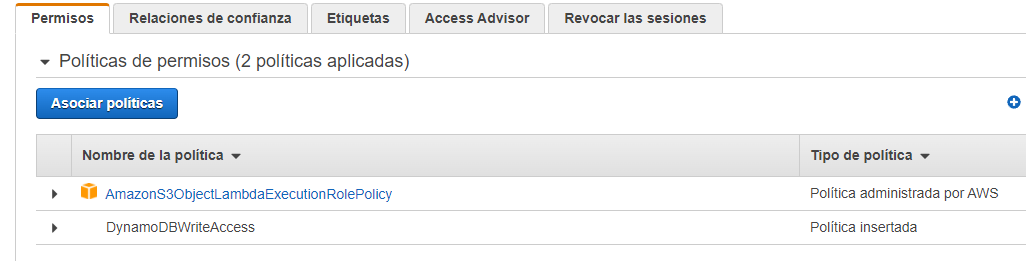 Permisos Relaciones de confianza Etiquetas Access Advisor Revocar las sesiones
Políticas de permisos (2 políticas aplicadas)
Asociar políticas
Nombre de la política Tipo de política
AmazonS3ObjectLambdaExecutionRolePolicy Política administrada por AWS
DynamoDBWriteAccess Política insertada